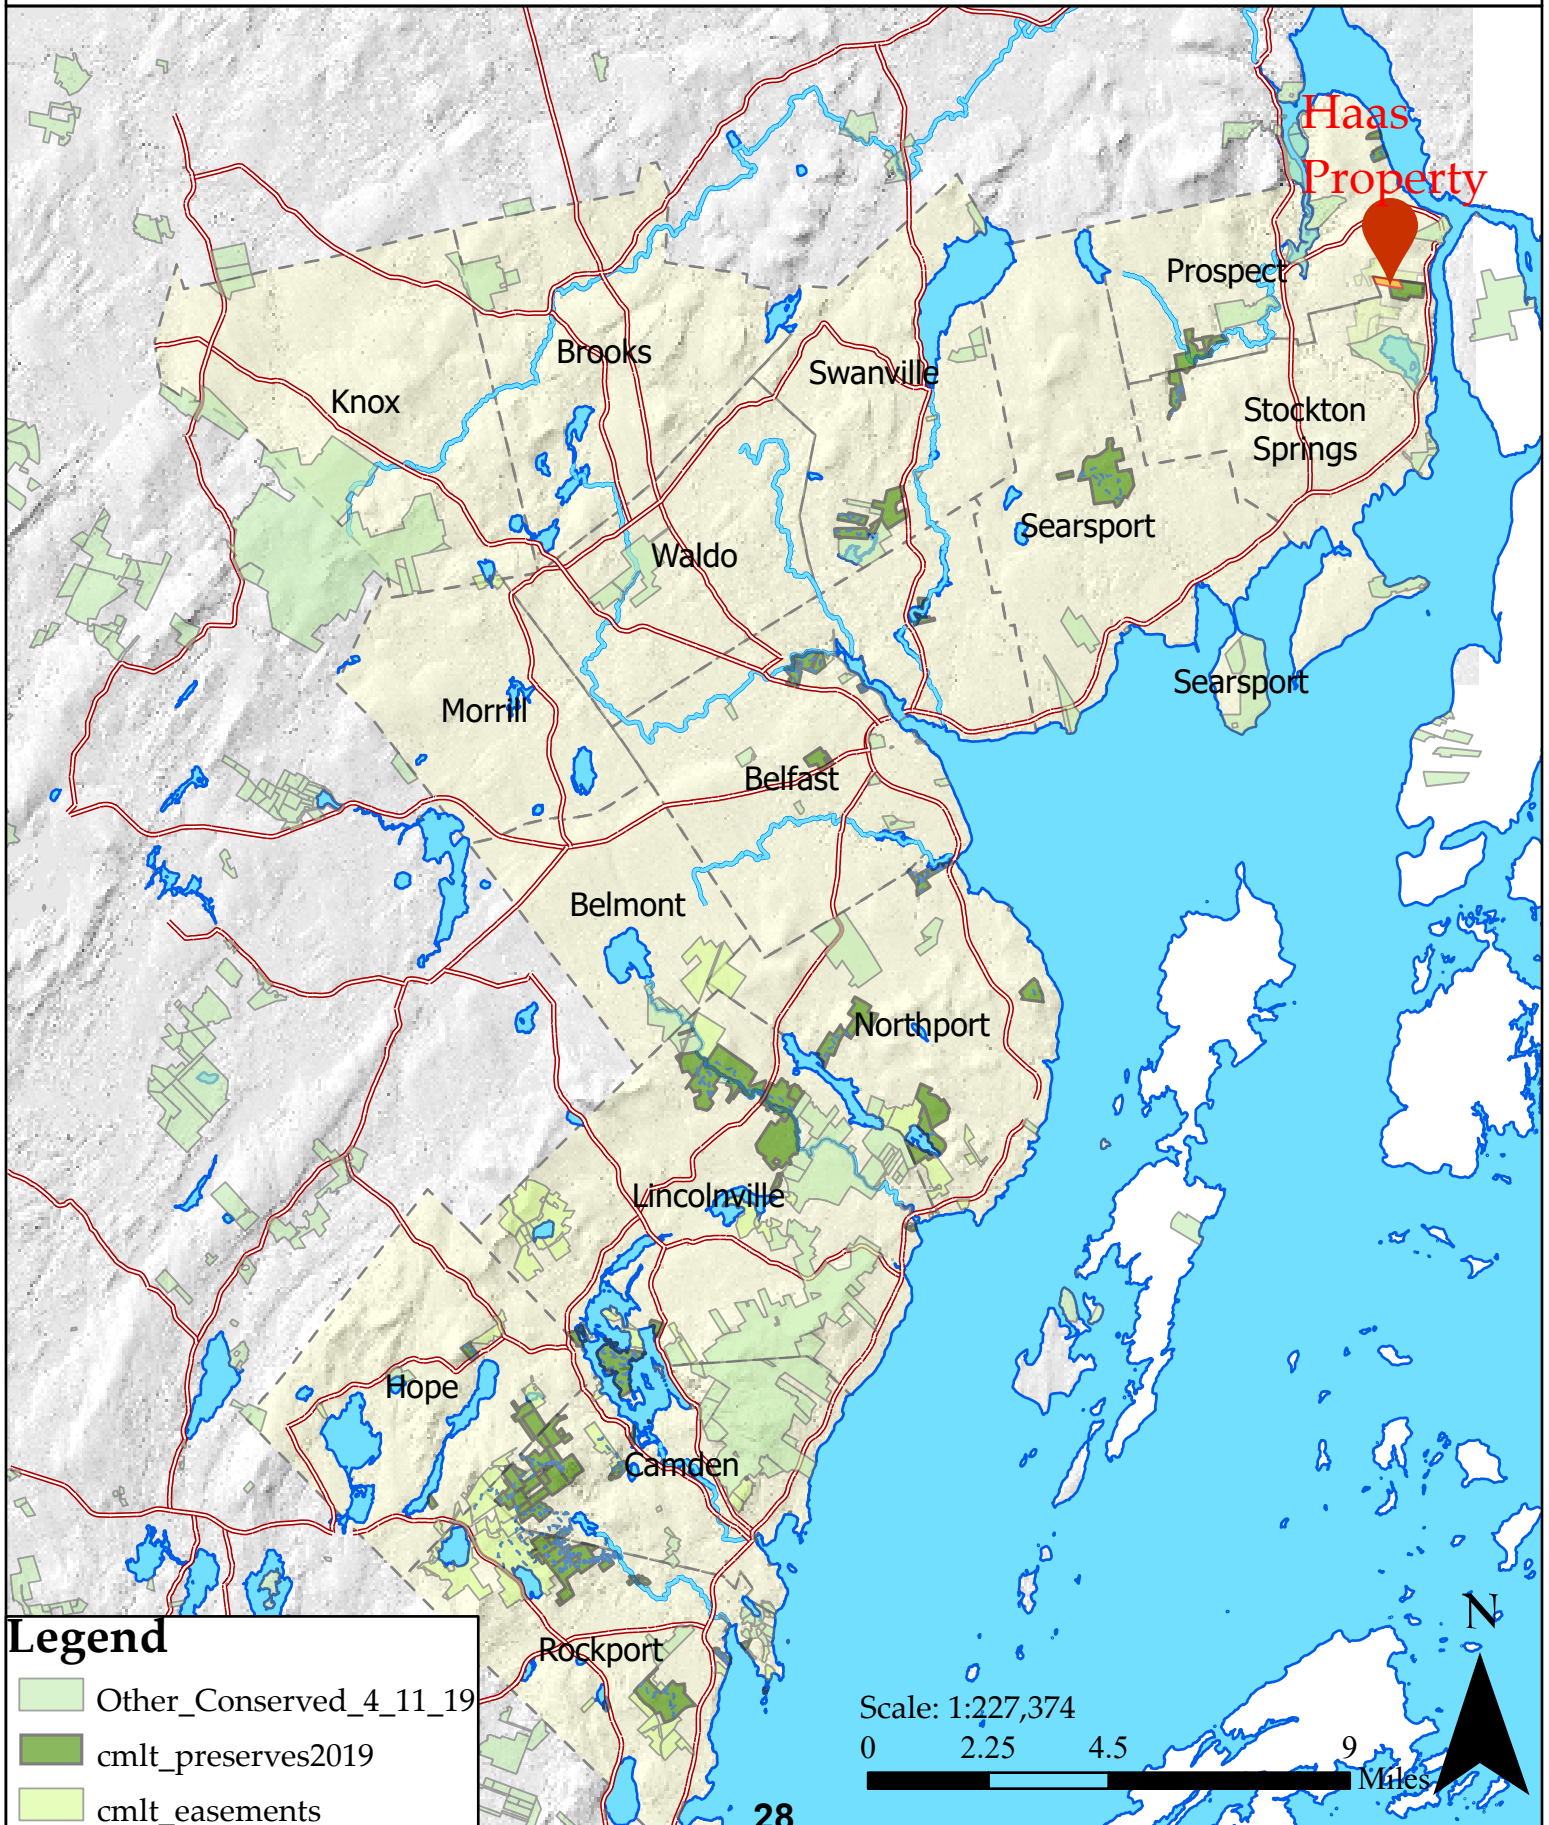 Haas
Property
Prospect
Brooks
Swanville
Knox
Stockton
Springs
Searsport
Waldo
Searsport
Morrill
Belfast
Belmont
Northport
Lincolnville
Hope
Camden
Rockport
N
Legend
Other_Conserved_4_11_19
cmlt_preserves2019
cmlt_easements
Scale: 1:227,374
0 2.25 4.5 9
Miles
28